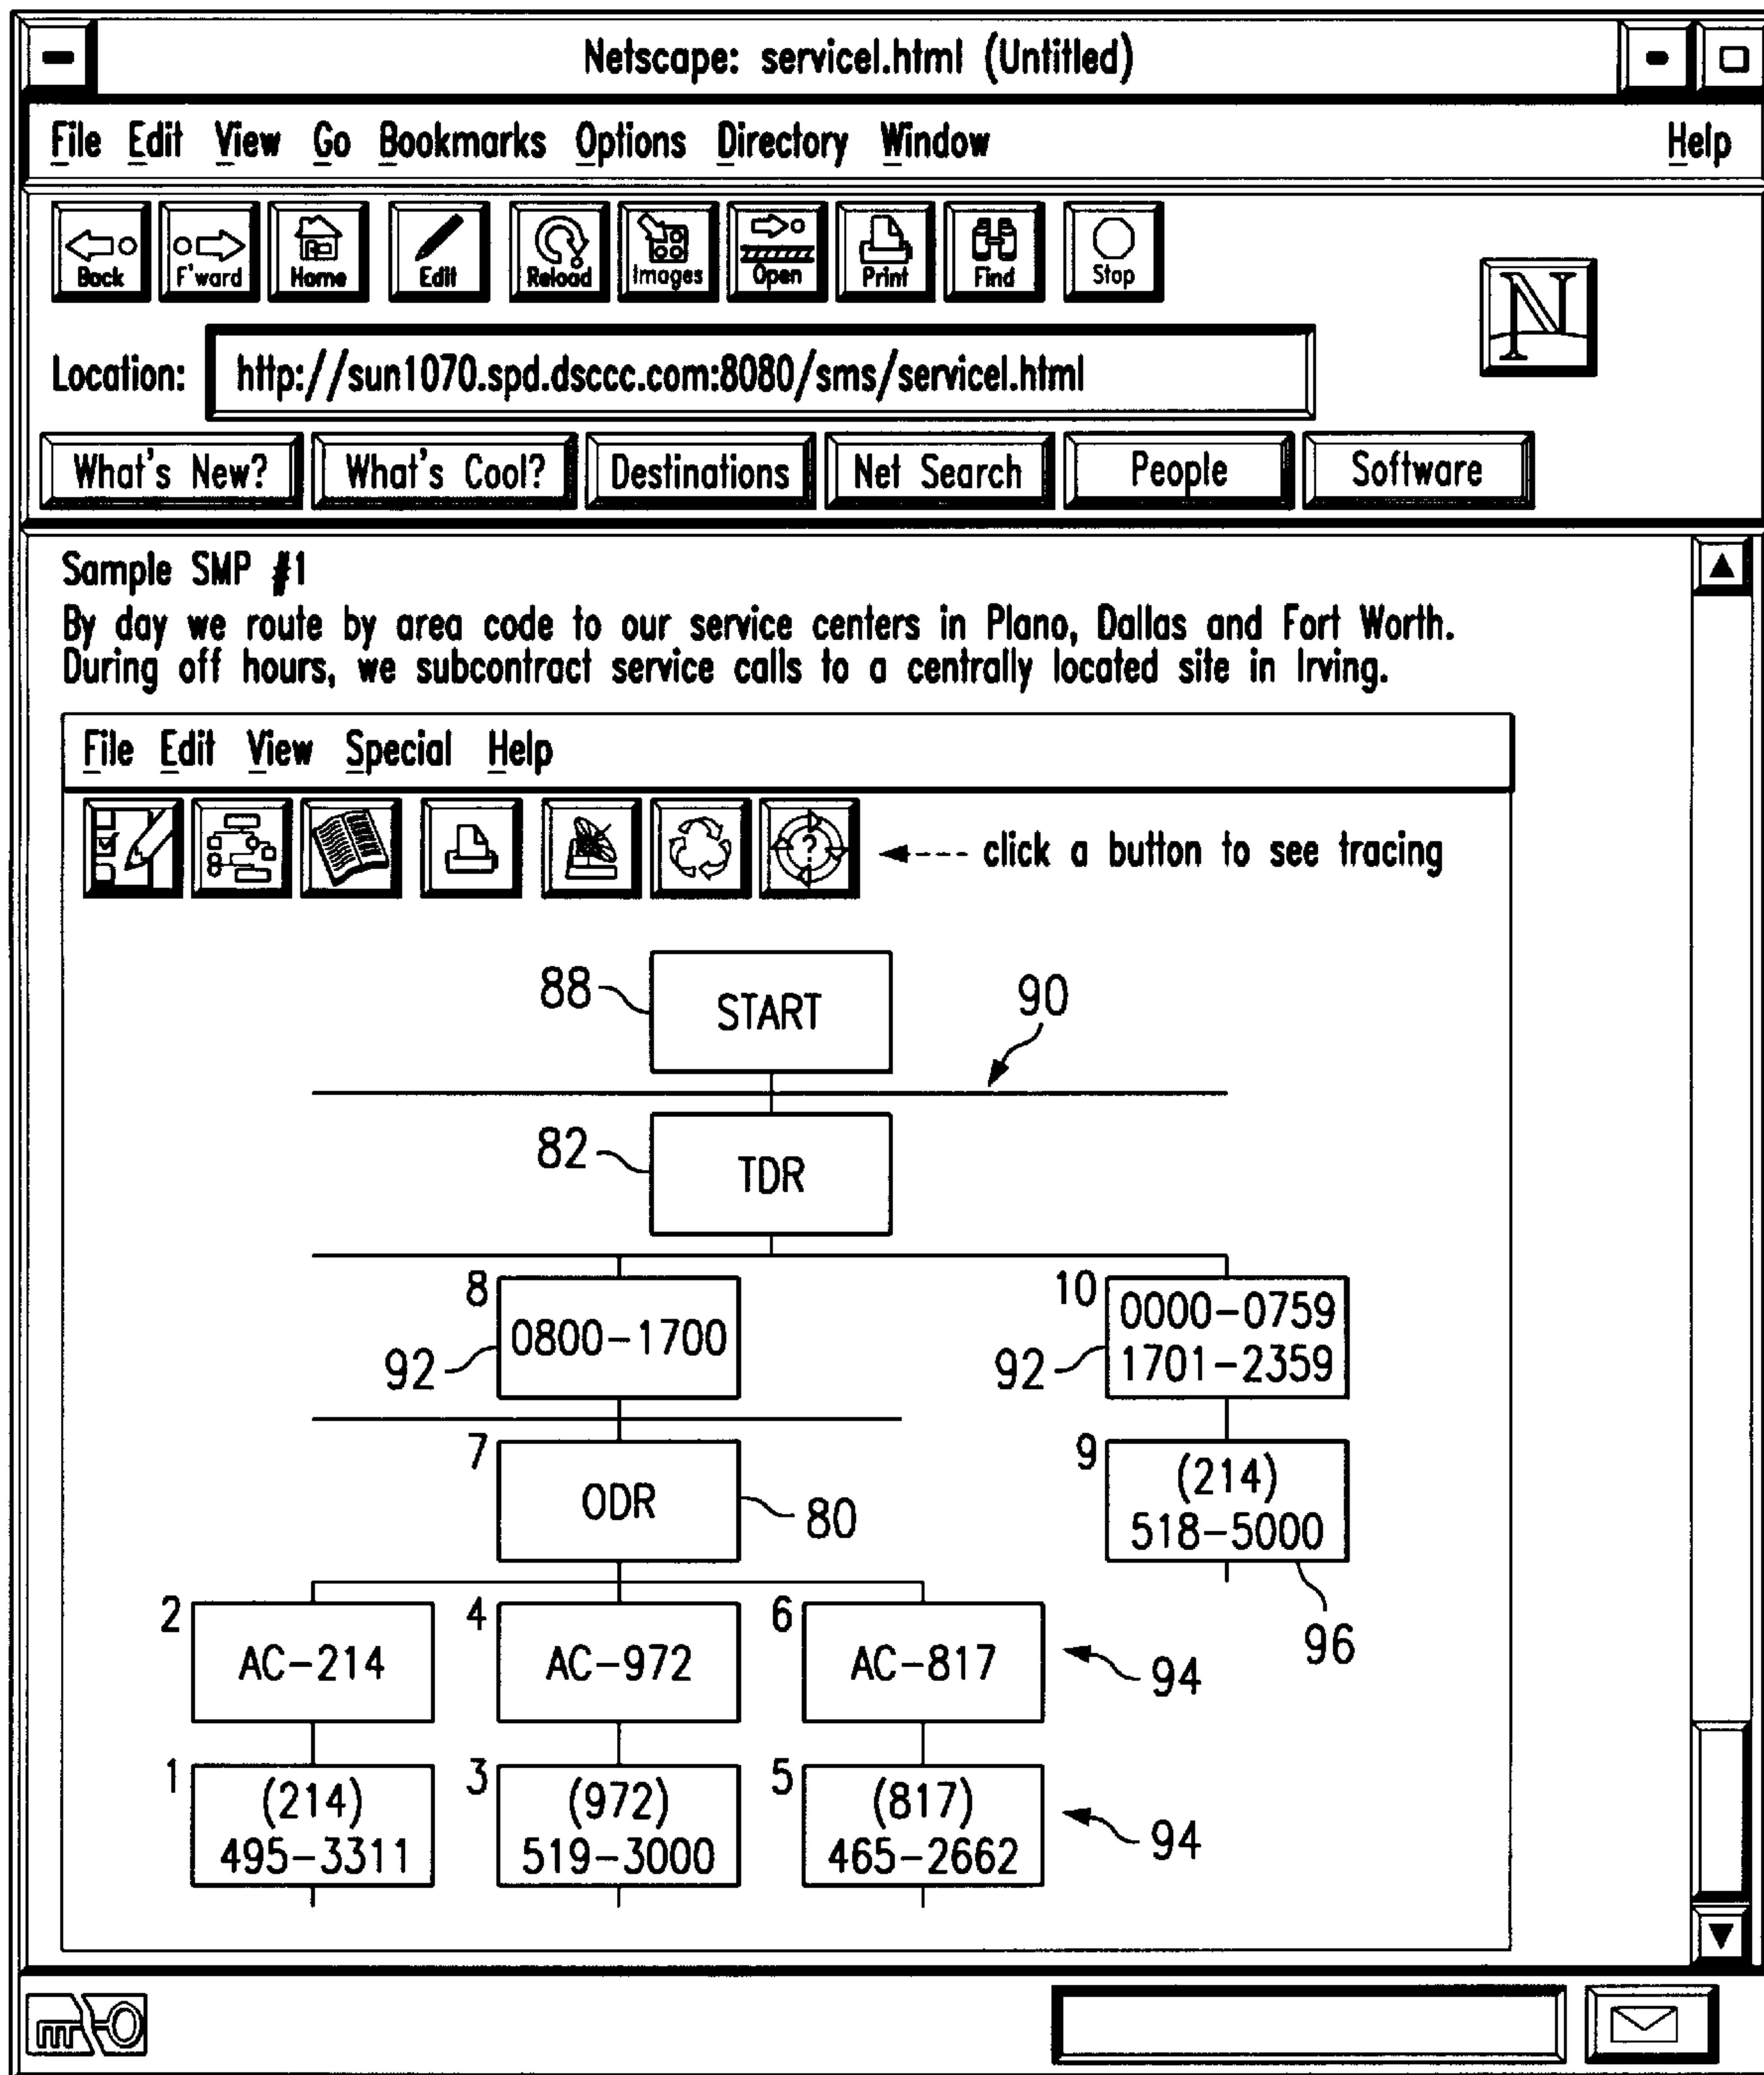 Netscape: servicel.html (Untitled)
File Edit View Go Bookmarks Options Directory Window Help
Back F'ward Home Edit Reload Images Open Print Find Stop
N
Location: http://sun1070.spd.dsccc.com:8080/sms/servicel.html
What's New? What's Cool? Destinations Net Search People Software
Sample SMP #1
By day we route by area code to our service centers in Plano, Dallas and Fort Worth.
During off hours, we subcontract service calls to a centrally located site in Irving.
File Edit View Special Help
? click a button to see tracing
88 START 90
82 TDR
8 0800-1700 92
10 0000-0759
1701-2359 92
7 ODR 80
9 (214)
518-5000 96
2 AC-214 4 AC-972 6 AC-817 94
1 (214) 3 (972) 5 (817)
495-3311 519-3000 465-2662 94